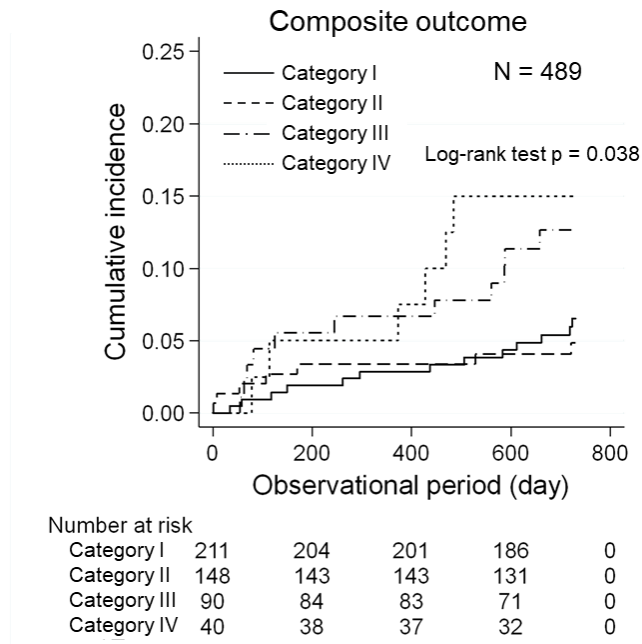 Composite outcome
0.25
0.20
0.15
0.10
0.05
0.00
Cumulative incidence
Category I
Category II
Category III
Category IV
N = 489
Log-rank test p = 0.038
0 200 400 600 800
Observational period (day)
Number at risk
Category I 211 204 201 186 0
Category II 148 143 143 131 0
Category III 90 84 83 71 0
Category IV 40 38 37 32 0